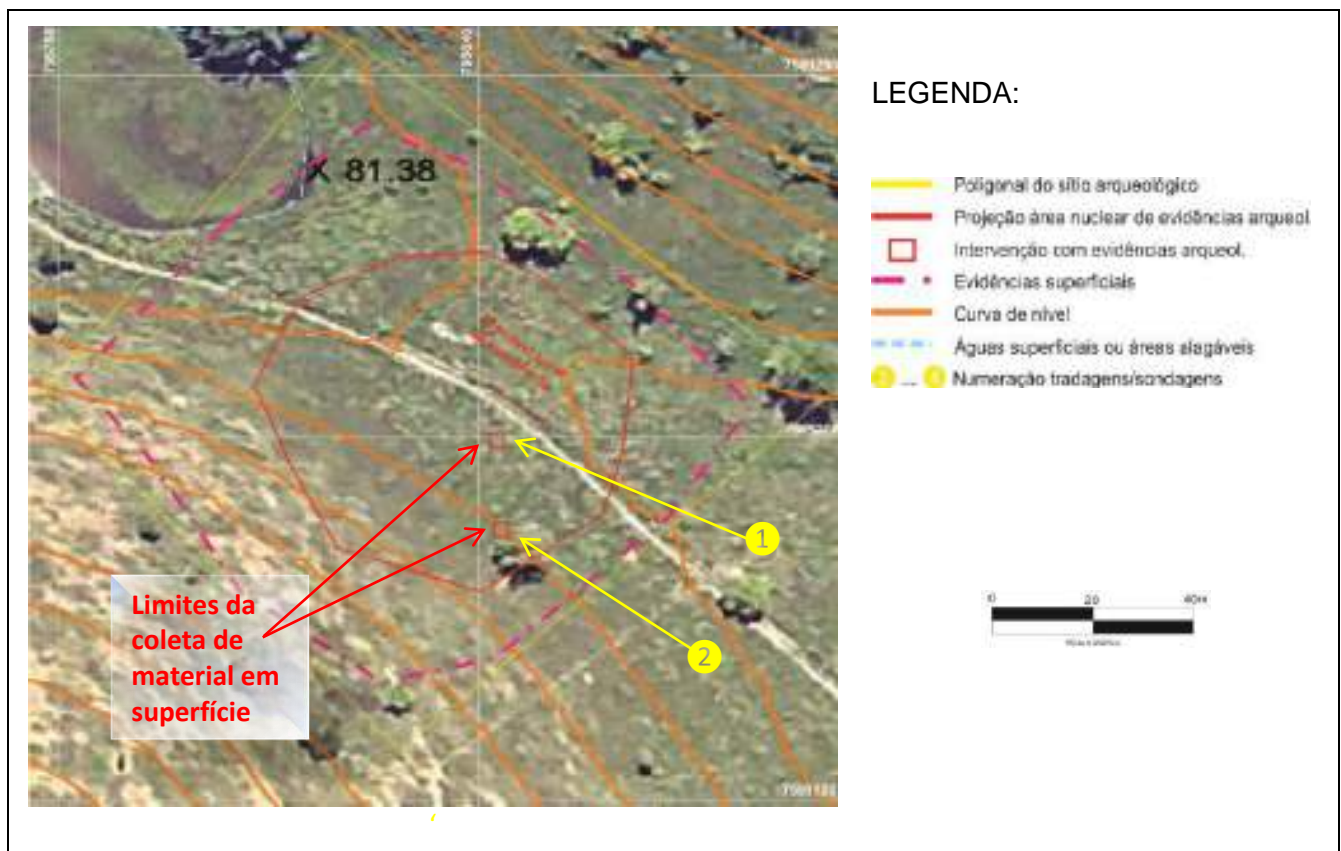 X 81.38
1
2
Limites da
coleta de
material em
superfície
LEGENDA:
Poligonal do sítio arqueológico
Projeção área nuclear de evidências arqueol.
Intervenção com evidências arqueol.
Evidências superficiais
Curva de nível
Águas superficiais ou áreas alagáveis
Numeração tradagens/sondagens
0 20 40m